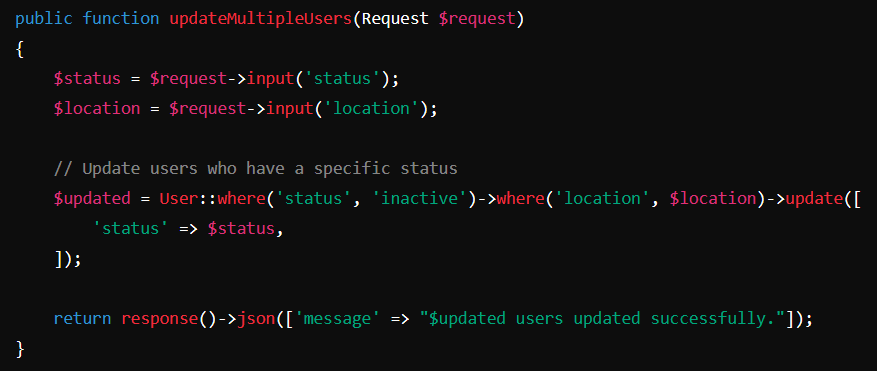 public function updateMultipleUsers(Request $request)
{
    $status = $request->input('status');
    $location = $request->input('location');

    // Update users who have a specific status
    $updated = User::where('status', 'inactive')->where('location', $location)->update([
        'status' => $status,
    ]);

    return response()->json(['message' => "$updated users updated successfully."]);
}